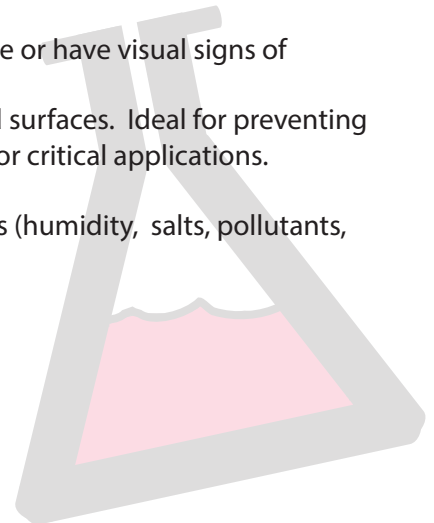 e or have visual signs of
surfaces. Ideal for preventing
or critical applications.
s (humidity, salts, pollutants,